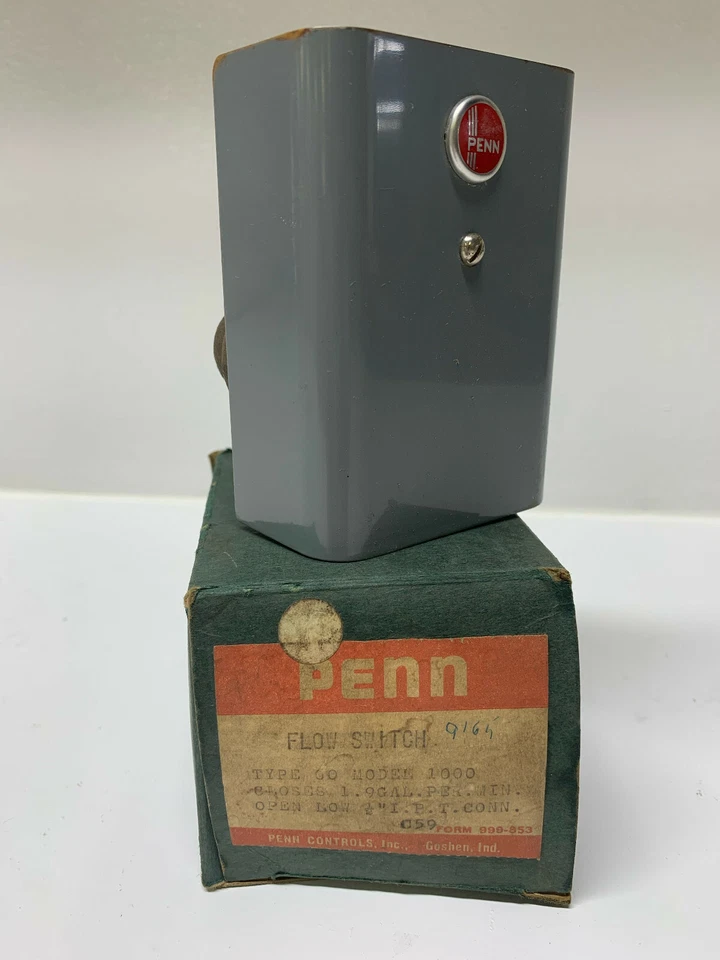 PENN
PENN
FLOW SWITCH 9164
TYPE 60 MODEL 1000
CLOSES 1.9GAL.PER.MIN.
OPEN LOW ½"I.P.T.CONN.
C59 FORM 999-853
PENN CONTROLS, Inc., Goshen, Ind.